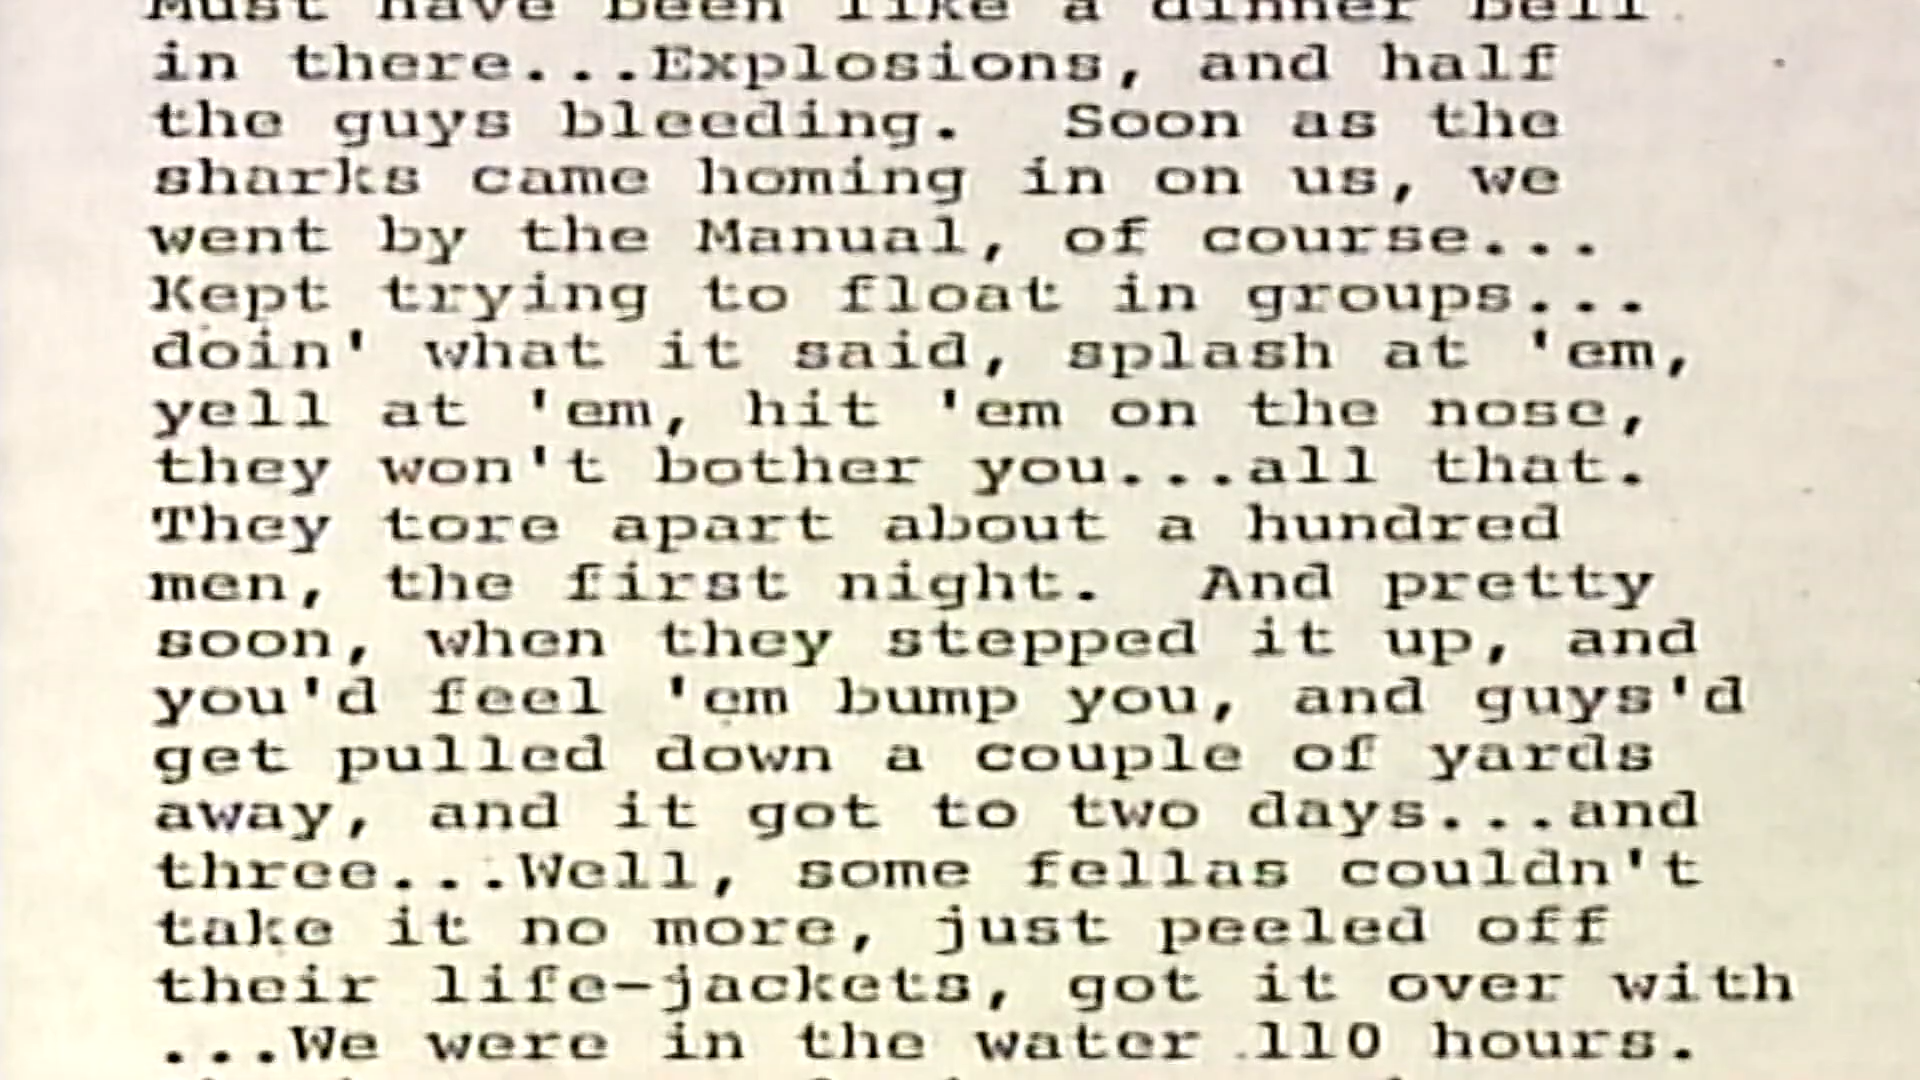 Must have been like a dinner bell
in there...Explosions, and half
the guys bleeding.  Soon as the
sharks came homing in on us, we
went by the Manual, of course...
Kept trying to float in groups...
doin' what it said, splash at 'em,
yell at 'em, hit 'em on the nose,
they won't bother you...all that.
They tore apart about a hundred
men, the first night.  And pretty
soon, when they stepped it up, and
you'd feel 'em bump you, and guys'd
get pulled down a couple of yards
away, and it got to two days...and
three...Well, some fellas couldn't
take it no more, just peeled off
their life-jackets, got it over with
...We were in the water 110 hours.